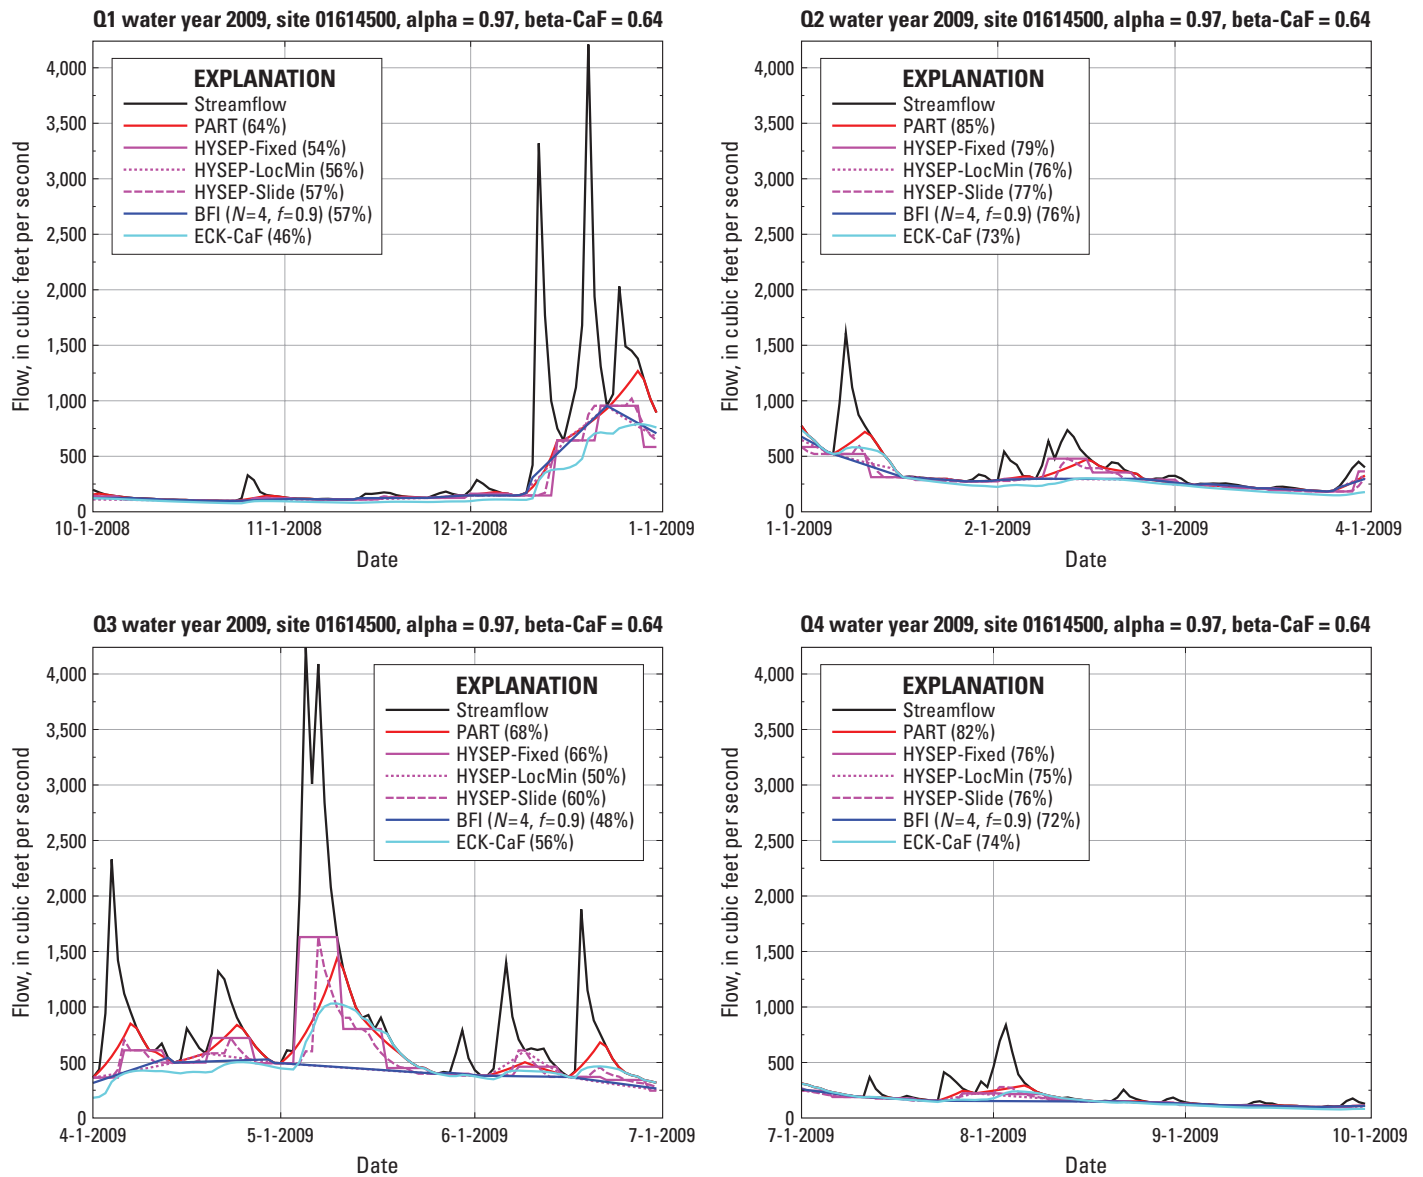 Q1 water year 2009, site 01614500, alpha = 0.97, beta-CaF = 0.64
Flow, in cubic feet per second
4,000
3,500
3,000
2,500
2,000
1,500
1,000
500
0
EXPLANATION
Streamflow
PART (64%)
HYSEP-Fixed (54%)
HYSEP-LocMin (56%)
HYSEP-Slide (57%)
BFI (N=4, f=0.9) (57%)
ECK-CaF (46%)
10-1-2008 11-1-2008 12-1-2008 1-1-2009
Date
Q2 water year 2009, site 01614500, alpha = 0.97, beta-CaF = 0.64
Flow, in cubic feet per second
4,000
3,500
3,000
2,500
2,000
1,500
1,000
500
0
EXPLANATION
Streamflow
PART (85%)
HYSEP-Fixed (79%)
HYSEP-LocMin (76%)
HYSEP-Slide (77%)
BFI (N=4, f=0.9) (76%)
ECK-CaF (73%)
1-1-2009 2-1-2009 3-1-2009 4-1-2009
Date
Q3 water year 2009, site 01614500, alpha = 0.97, beta-CaF = 0.64
Flow, in cubic feet per second
4,000
3,500
3,000
2,500
2,000
1,500
1,000
500
0
EXPLANATION
Streamflow
PART (68%)
HYSEP-Fixed (66%)
HYSEP-LocMin (50%)
HYSEP-Slide (60%)
BFI (N=4, f=0.9) (48%)
ECK-CaF (56%)
4-1-2009 5-1-2009 6-1-2009 7-1-2009
Date
Q4 water year 2009, site 01614500, alpha = 0.97, beta-CaF = 0.64
Flow, in cubic feet per second
4,000
3,500
3,000
2,500
2,000
1,500
1,000
500
0
EXPLANATION
Streamflow
PART (82%)
HYSEP-Fixed (76%)
HYSEP-LocMin (75%)
HYSEP-Slide (76%)
BFI (N=4, f=0.9) (72%)
ECK-CaF (74%)
7-1-2009 8-1-2009 9-1-2009 10-1-2009
Date